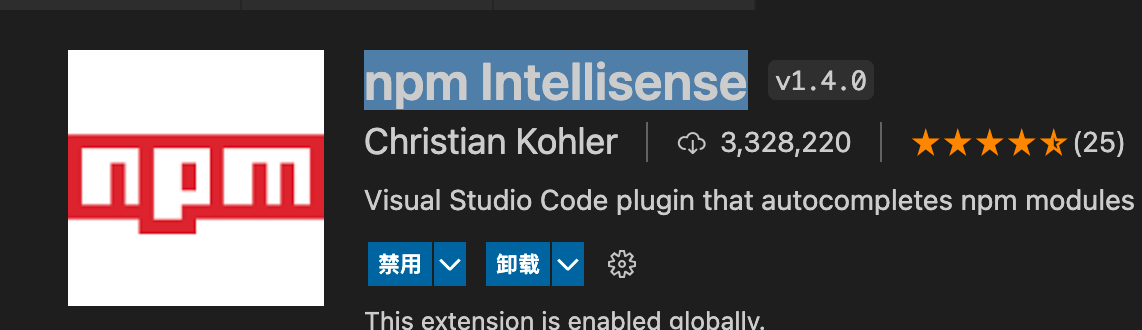 npm
npm Intellisense v1.4.0
Christian Kohler 3,328,220 (25)
Visual Studio Code plugin that autocompletes npm modules
禁用 卸载
This extension is enabled globally.